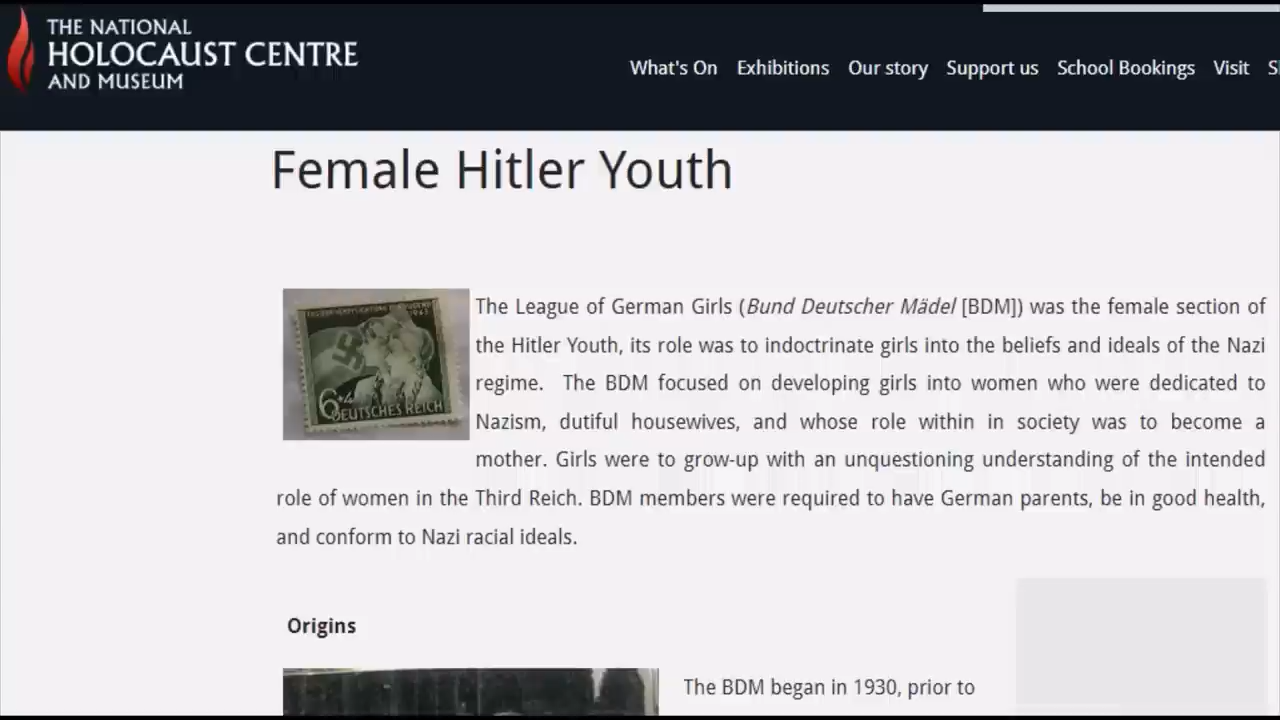 THE NATIONAL
HOLOCAUST CENTRE
AND MUSEUM
What's On Exhibitions Our story Support us School Bookings Visit
Female Hitler Youth
1943
6+4
DEUTSCHES REICH
The League of German Girls (Bund Deutscher Mädel [BDM]) was the female section of
the Hitler Youth, its role was to indoctrinate girls into the beliefs and ideals of the Nazi
regime. The BDM focused on developing girls into women who were dedicated to
Nazism, dutiful housewives, and whose role within in society was to become a
mother. Girls were to grow-up with an unquestioning understanding of the intended
role of women in the Third Reich. BDM members were required to have German parents, be in good health,
and conform to Nazi racial ideals.
Origins
The BDM began in 1930, prior to